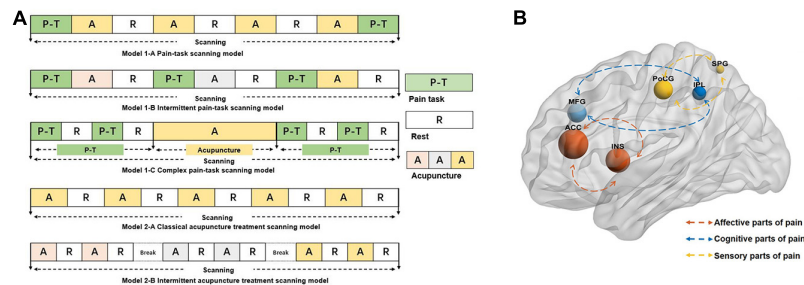 A
P-T A R A R A R A P-T
Scanning
Model 1-A Pain-task scanning model
P-T A R P-T A R P-T A R
Scanning
Model 1-B Intermittent pain-task scanning model
P-T R P-T R A P-T R P-T R
P-T Acupuncture P-T
Scanning
Model 1-C Complex pain-task scanning model
A R A R A R A R A R
Scanning
Model 2-A Classical acupuncture treatment scanning model
A R A R Break A R A R Break A R A R
Scanning
Model 2-B Intermittent acupuncture treatment scanning model
P-T
Pain task
R
Rest
A A A
Acupuncture
B
SPG
PoCG
IPL
MFG
ACC
INS
Affective parts of pain
Cognitive parts of pain
Sensory parts of pain